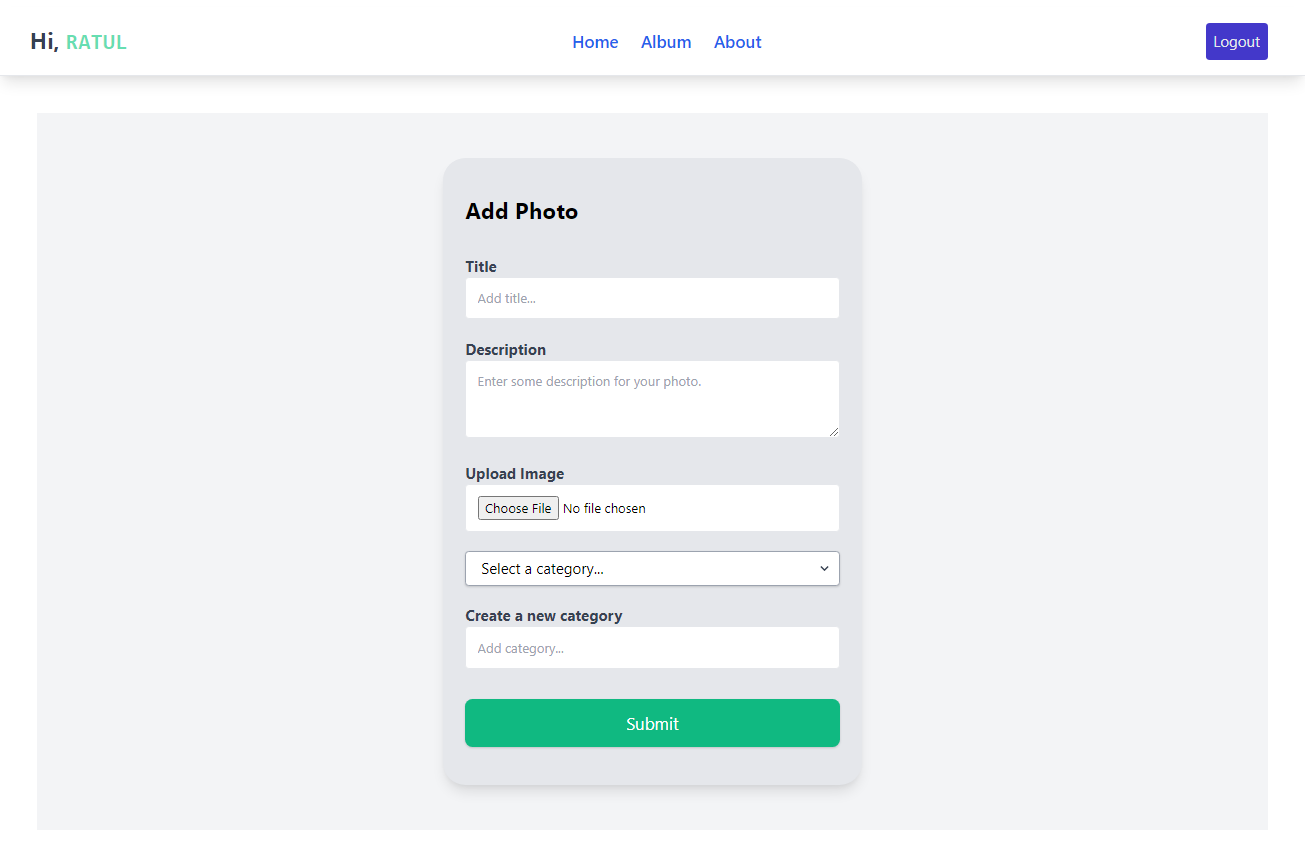 Hi, RATUL
Home Album About
Logout
Add Photo
Title
Add title...
Description
Enter some description for your photo.
Upload Image
Choose File No file chosen
Select a category...
Create a new category
Add category...
Submit